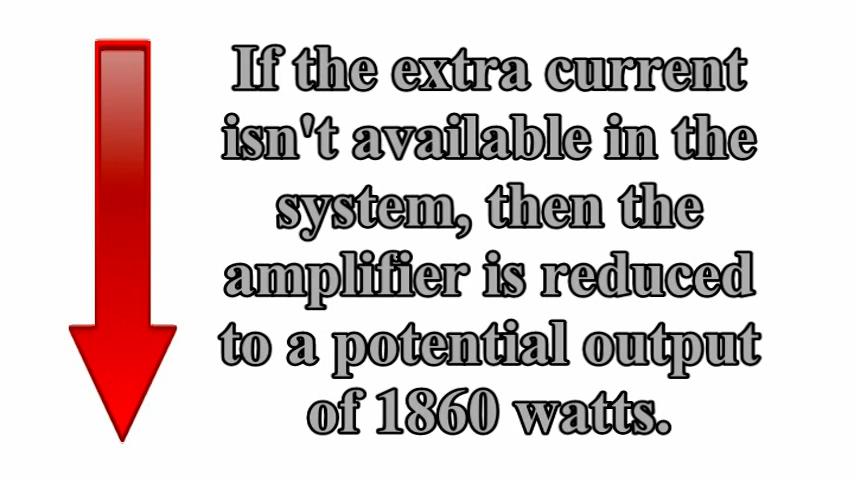 If the extra current
isn't available in the
system, then the
amplifier is reduced
to a potential output
of 1860 watts.